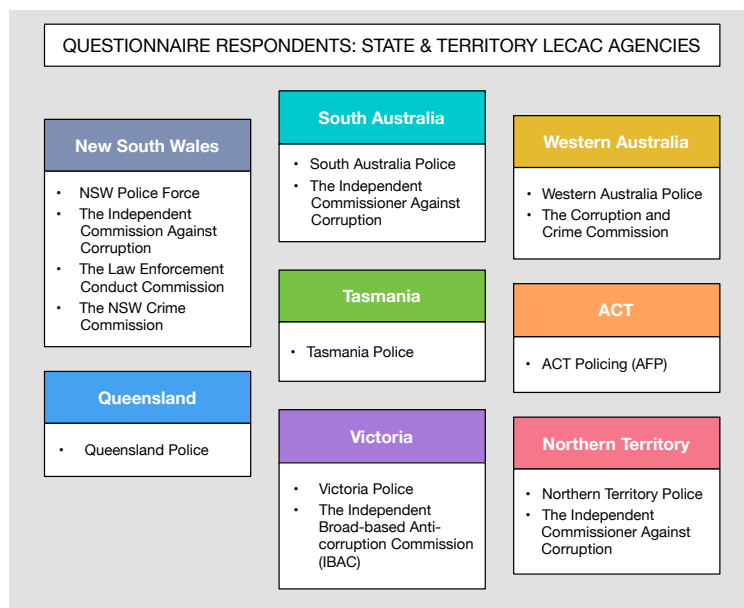 QUESTIONNAIRE RESPONDENTS: STATE & TERRITORY LECAC AGENCIES
New South Wales
• NSW Police Force
• The Independent
Commission Against
Corruption
• The Law Enforcement
Conduct Commission
• The NSW Crime
Commission
Queensland
• Queensland Police
South Australia
• South Australia Police
• The Independent
Commissioner Against
Corruption
Tasmania
• Tasmania Police
Victoria
• Victoria Police
• The Independent
Broad-based Anti-
corruption Commission
(IBAC)
Western Australia
• Western Australia Police
• The Corruption and
Crime Commission
ACT
• ACT Policing (AFP)
Northern Territory
• Northern Territory Police
• The Independent
Commissioner Against
Corruption